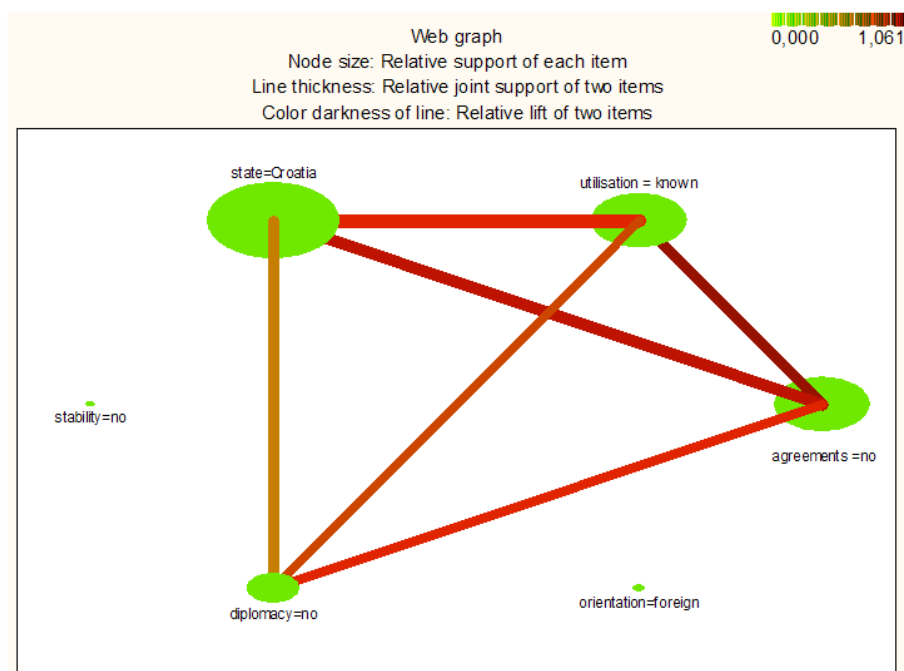 Web graph
0,000 1,061
Node size: Relative support of each item
Line thickness: Relative joint support of two items
Color darkness of line: Relative lift of two items
state=Croatia
utilisation = known
stability=no
agreements =no
diplomacy=no
orientation=foreign